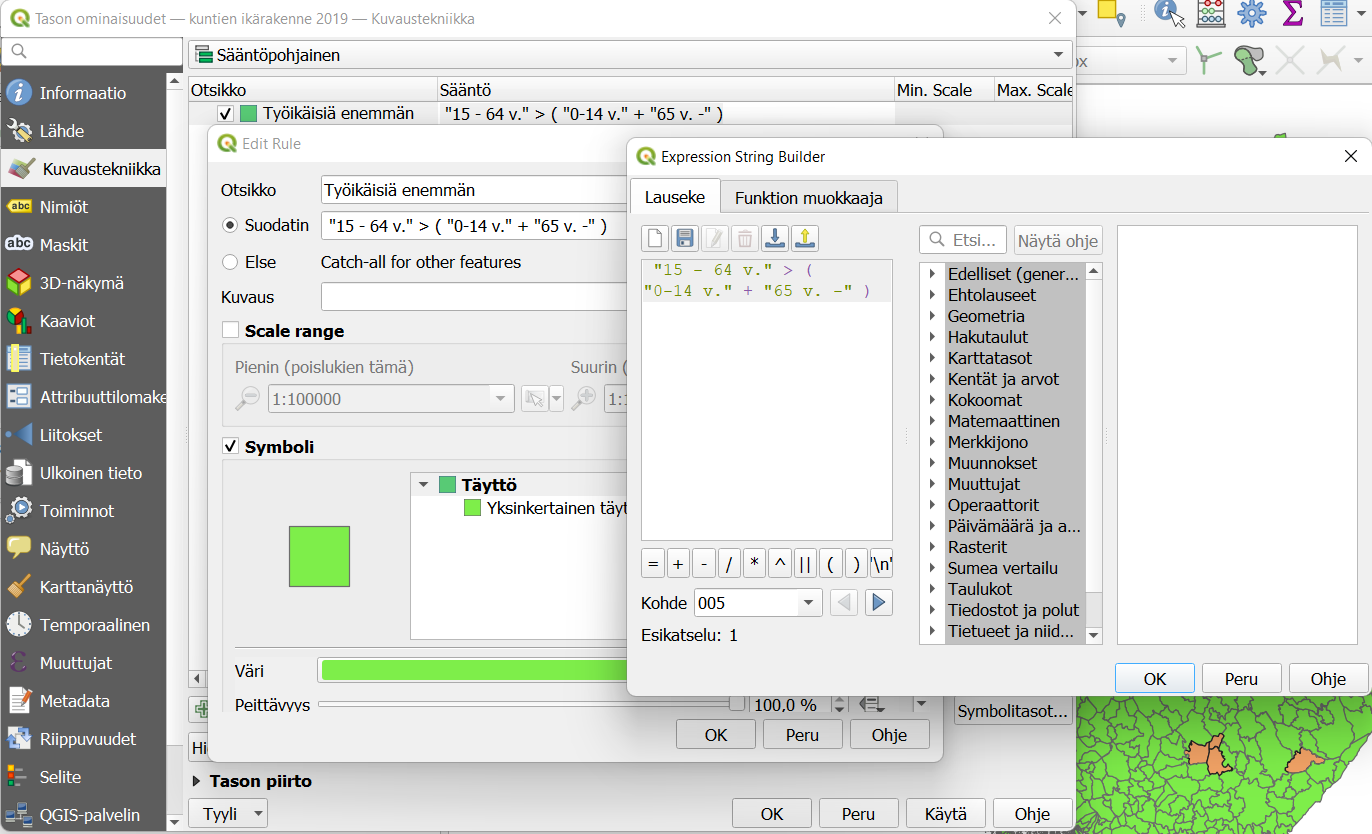 Tason ominaisuudet — kuntien ikärakenne 2019 — Kuvaustekniikka
Informaatio
Lähde
Kuvaustekniikka
abc Nimiöt
abc Maskit
3D-näkymä
Kaaviot
Tietokentät
Attribuuttilomake
Liitokset
Ulkoinen tieto
Toiminnot
Näyttö
Karttanäyttö
Temporaalinen
Muuttujat
Metadata
Riippuvuudet
Selite
QGIS-palvelin
Sääntöpohjainen
Otsikko Sääntö Min. Scale Max. Scale
Työikäisiä enemmän "15 - 64 v." > ( "0-14 v." + "65 v. -" )
Edit Rule
Otsikko Työikäisiä enemmän
Suodatin "15 - 64 v." > ( "0-14 v." + "65 v. -" )
Else Catch-all for other features
Kuvaus
Scale range
Pienin (poislukien tämä) Suurin (
1:100000 1:1
Symboli
Täyttö
Yksinkertainen täyt
Väri
Peittävyys 100,0 %
OK Peru Ohje
Expression String Builder
Lauseke Funktion muokkaaja
"15 - 64 v." > (
"0-14 v." + "65 v. -" )
= + - / * ^ || ( ) '\n'
Kohde 005
Esikatselu: 1
Etsi... Näytä ohje
Edelliset (gener...
Ehtolauseet
Geometria
Hakutaulut
Karttatasot
Kentät ja arvot
Kokoomat
Matemaattinen
Merkkijono
Muunnokset
Muuttujat
Operaattorit
Päivämäärä ja a...
Rasterit
Sumea vertailu
Taulukot
Tiedostot ja polut
Tietueet ja niid...
OK Peru Ohje
Symbolitasot...
Hi
Tason piirto
Tyyli OK Peru Käytä Ohje